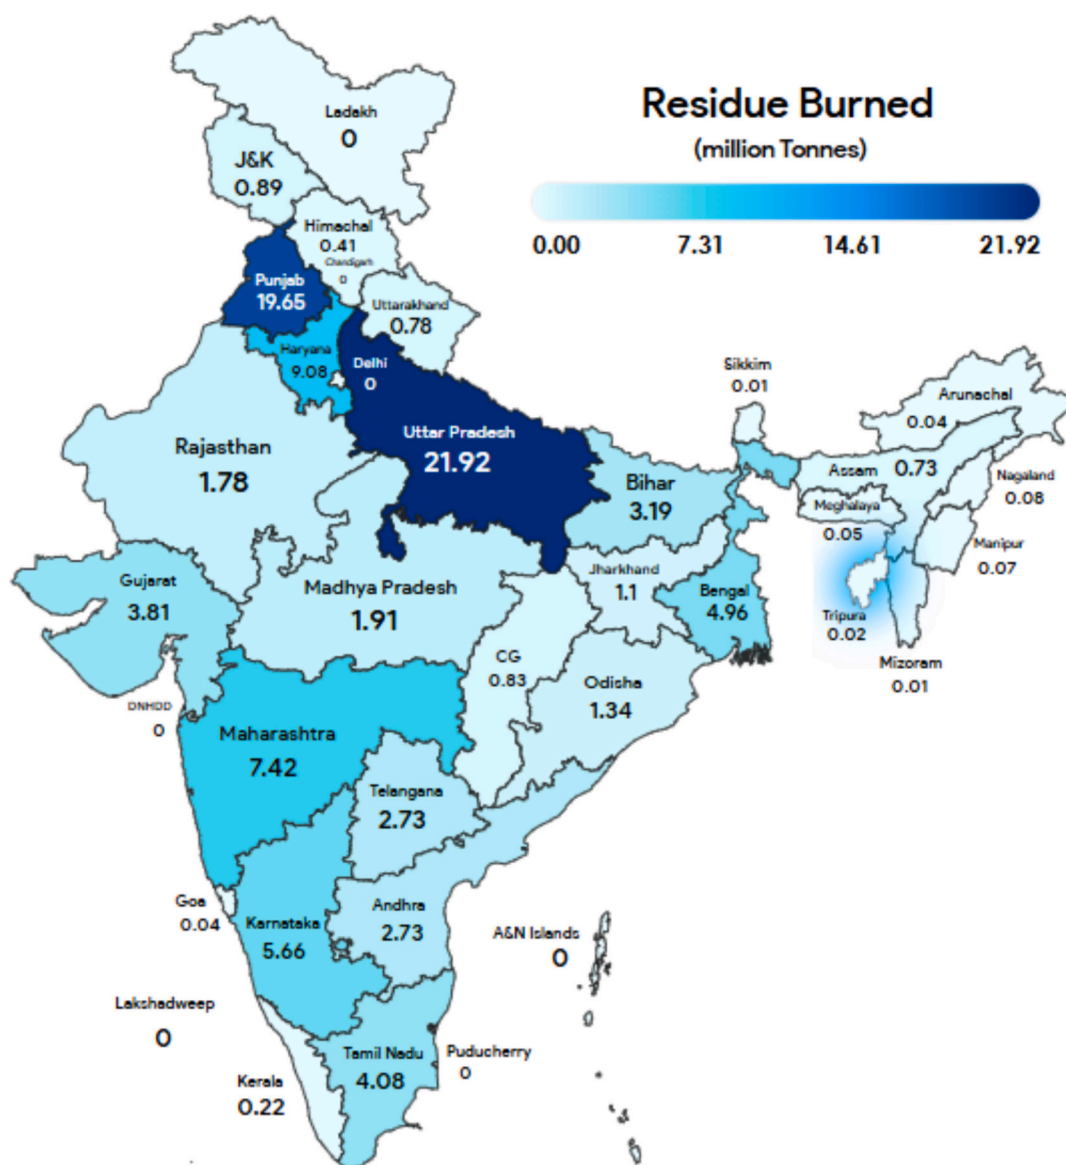 Residue Burned
(million Tonnes)
0.00 7.31 14.61 21.92
Ladakh
0
J&K
0.89
Himachal
0.41
Chandigarh
0
Punjab
19.65
Uttarakhand
0.78
Haryana
9.08
Delhi
0
Sikkim
0.01
Arunachal
0.04
Uttar Pradesh
21.92
Rajasthan
1.78
Bihar
3.19
Assam 0.73
Nagaland
0.08
Meghalaya
0.05
Manipur
0.07
Gujarat
3.81
Madhya Pradesh
1.91
Jharkhand
1.1
Bengal
4.96
Tripura
0.02
Mizoram
0.01
CG
0.83
Odisha
1.34
DNHDD
0
Maharashtra
7.42
Telangana
2.73
Goa
0.04
Karnataka
5.66
Andhra
2.73
A&N Islands
0
Lakshadweep
0
Tamil Nadu
4.08
Puducherry
0
Kerala
0.22